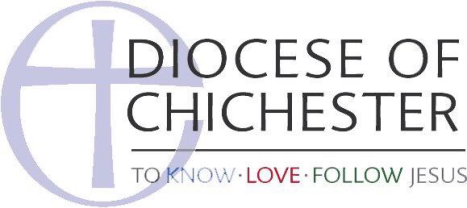 DIOCESE OF
CHICHESTER
TO KNOW·LOVE·FOLLOW JESUS